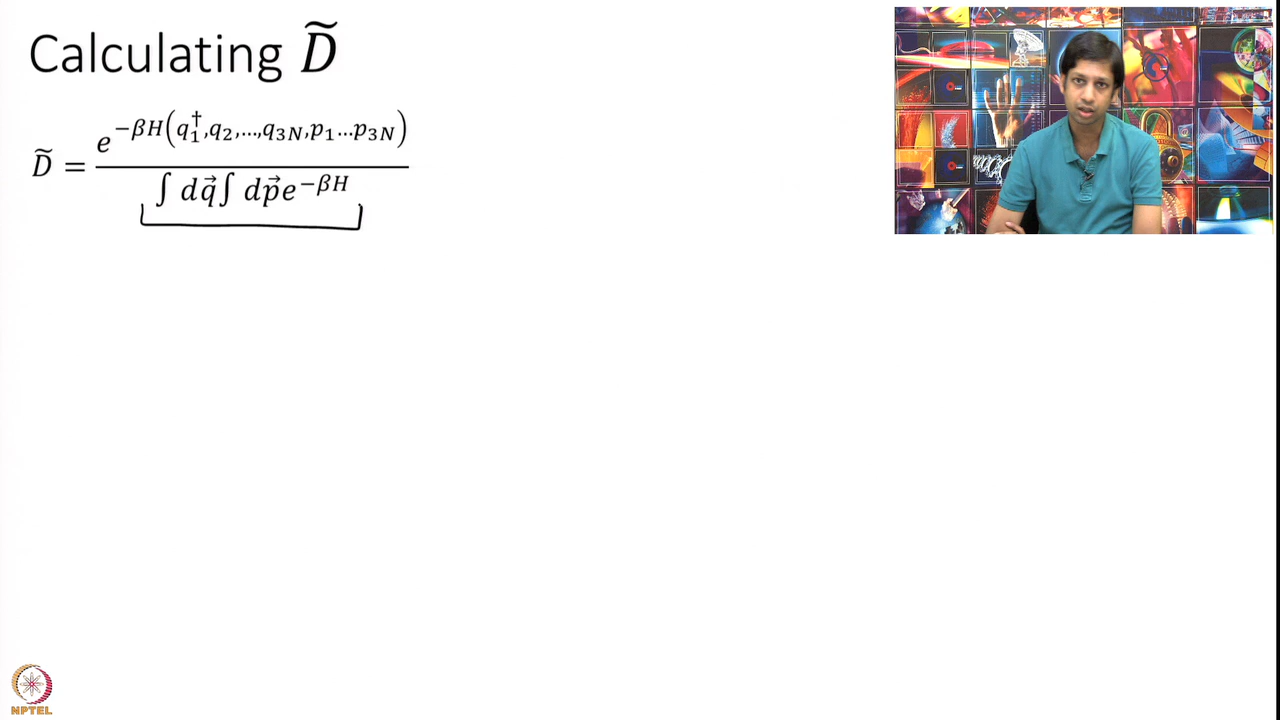 Calculating D̃
D̃ = e^{−βH(q₁†,q₂,…,q₃N,p₁…p₃N)} / ∫ dq⃗ ∫ dp⃗ e^{−βH}
NPTEL